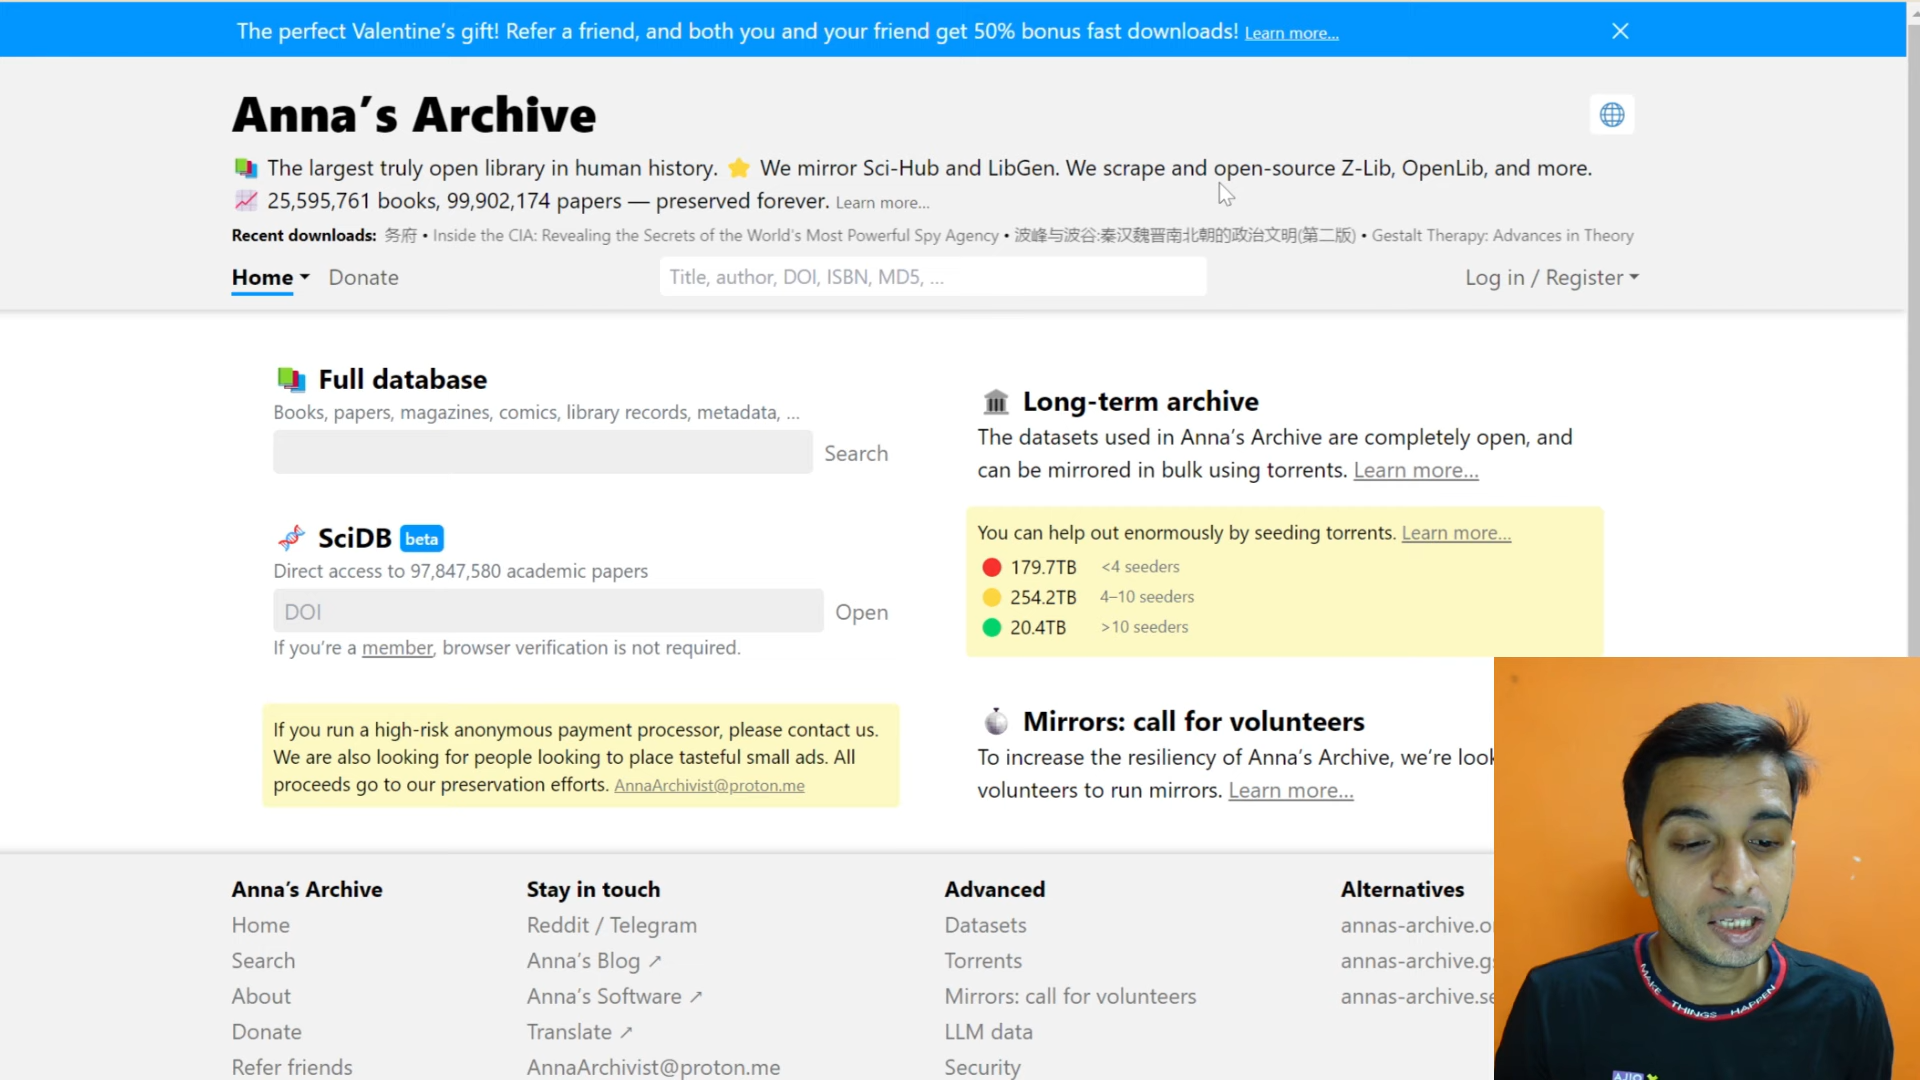 The perfect Valentine's gift! Refer a friend, and both you and your friend get 50% bonus fast downloads! Learn more...
Anna's Archive
The largest truly open library in human history. ⭐ We mirror Sci-Hub and LibGen. We scrape and open-source Z-Lib, OpenLib, and more.
25,595,761 books, 99,902,174 papers — preserved forever. Learn more...
Recent downloads: 务府 • Inside the CIA: Revealing the Secrets of the World's Most Powerful Spy Agency • 波峰与波谷:秦汉魏晋南北朝的政治文明(第二版) • Gestalt Therapy: Advances in Theory
Home Donate
Title, author, DOI, ISBN, MD5, ...
Log in / Register
Full database
Books, papers, magazines, comics, library records, metadata, ...
Search
SciDB beta
Direct access to 97,847,580 academic papers
DOI
Open
If you're a member, browser verification is not required.
If you run a high-risk anonymous payment processor, please contact us.
We are also looking for people looking to place tasteful small ads. All
proceeds go to our preservation efforts. AnnaArchivist@proton.me
Long-term archive
The datasets used in Anna's Archive are completely open, and
can be mirrored in bulk using torrents. Learn more...
You can help out enormously by seeding torrents. Learn more...
179.7TB <4 seeders
254.2TB 4–10 seeders
20.4TB >10 seeders
Mirrors: call for volunteers
To increase the resiliency of Anna's Archive, we're look
volunteers to run mirrors. Learn more...
Anna's Archive
Home
Search
About
Donate
Refer friends
Stay in touch
Reddit / Telegram
Anna's Blog ↗
Anna's Software ↗
Translate ↗
AnnaArchivist@proton.me
Advanced
Datasets
Torrents
Mirrors: call for volunteers
LLM data
Security
Alternatives
annas-archive.o
annas-archive.g
annas-archive.se
MAKE THINGS HAPPEN
AJIO